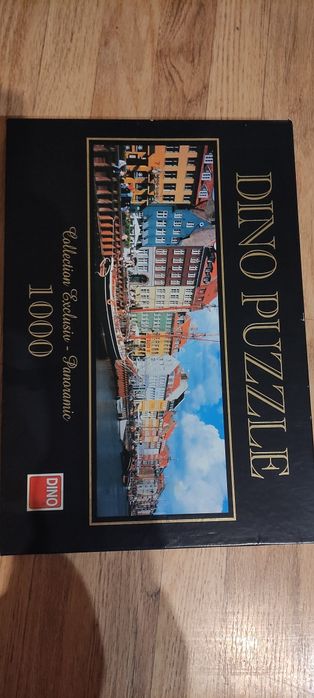 DINO PUZZLE
Collection Exclusiv - Panoramic
1000
DINO